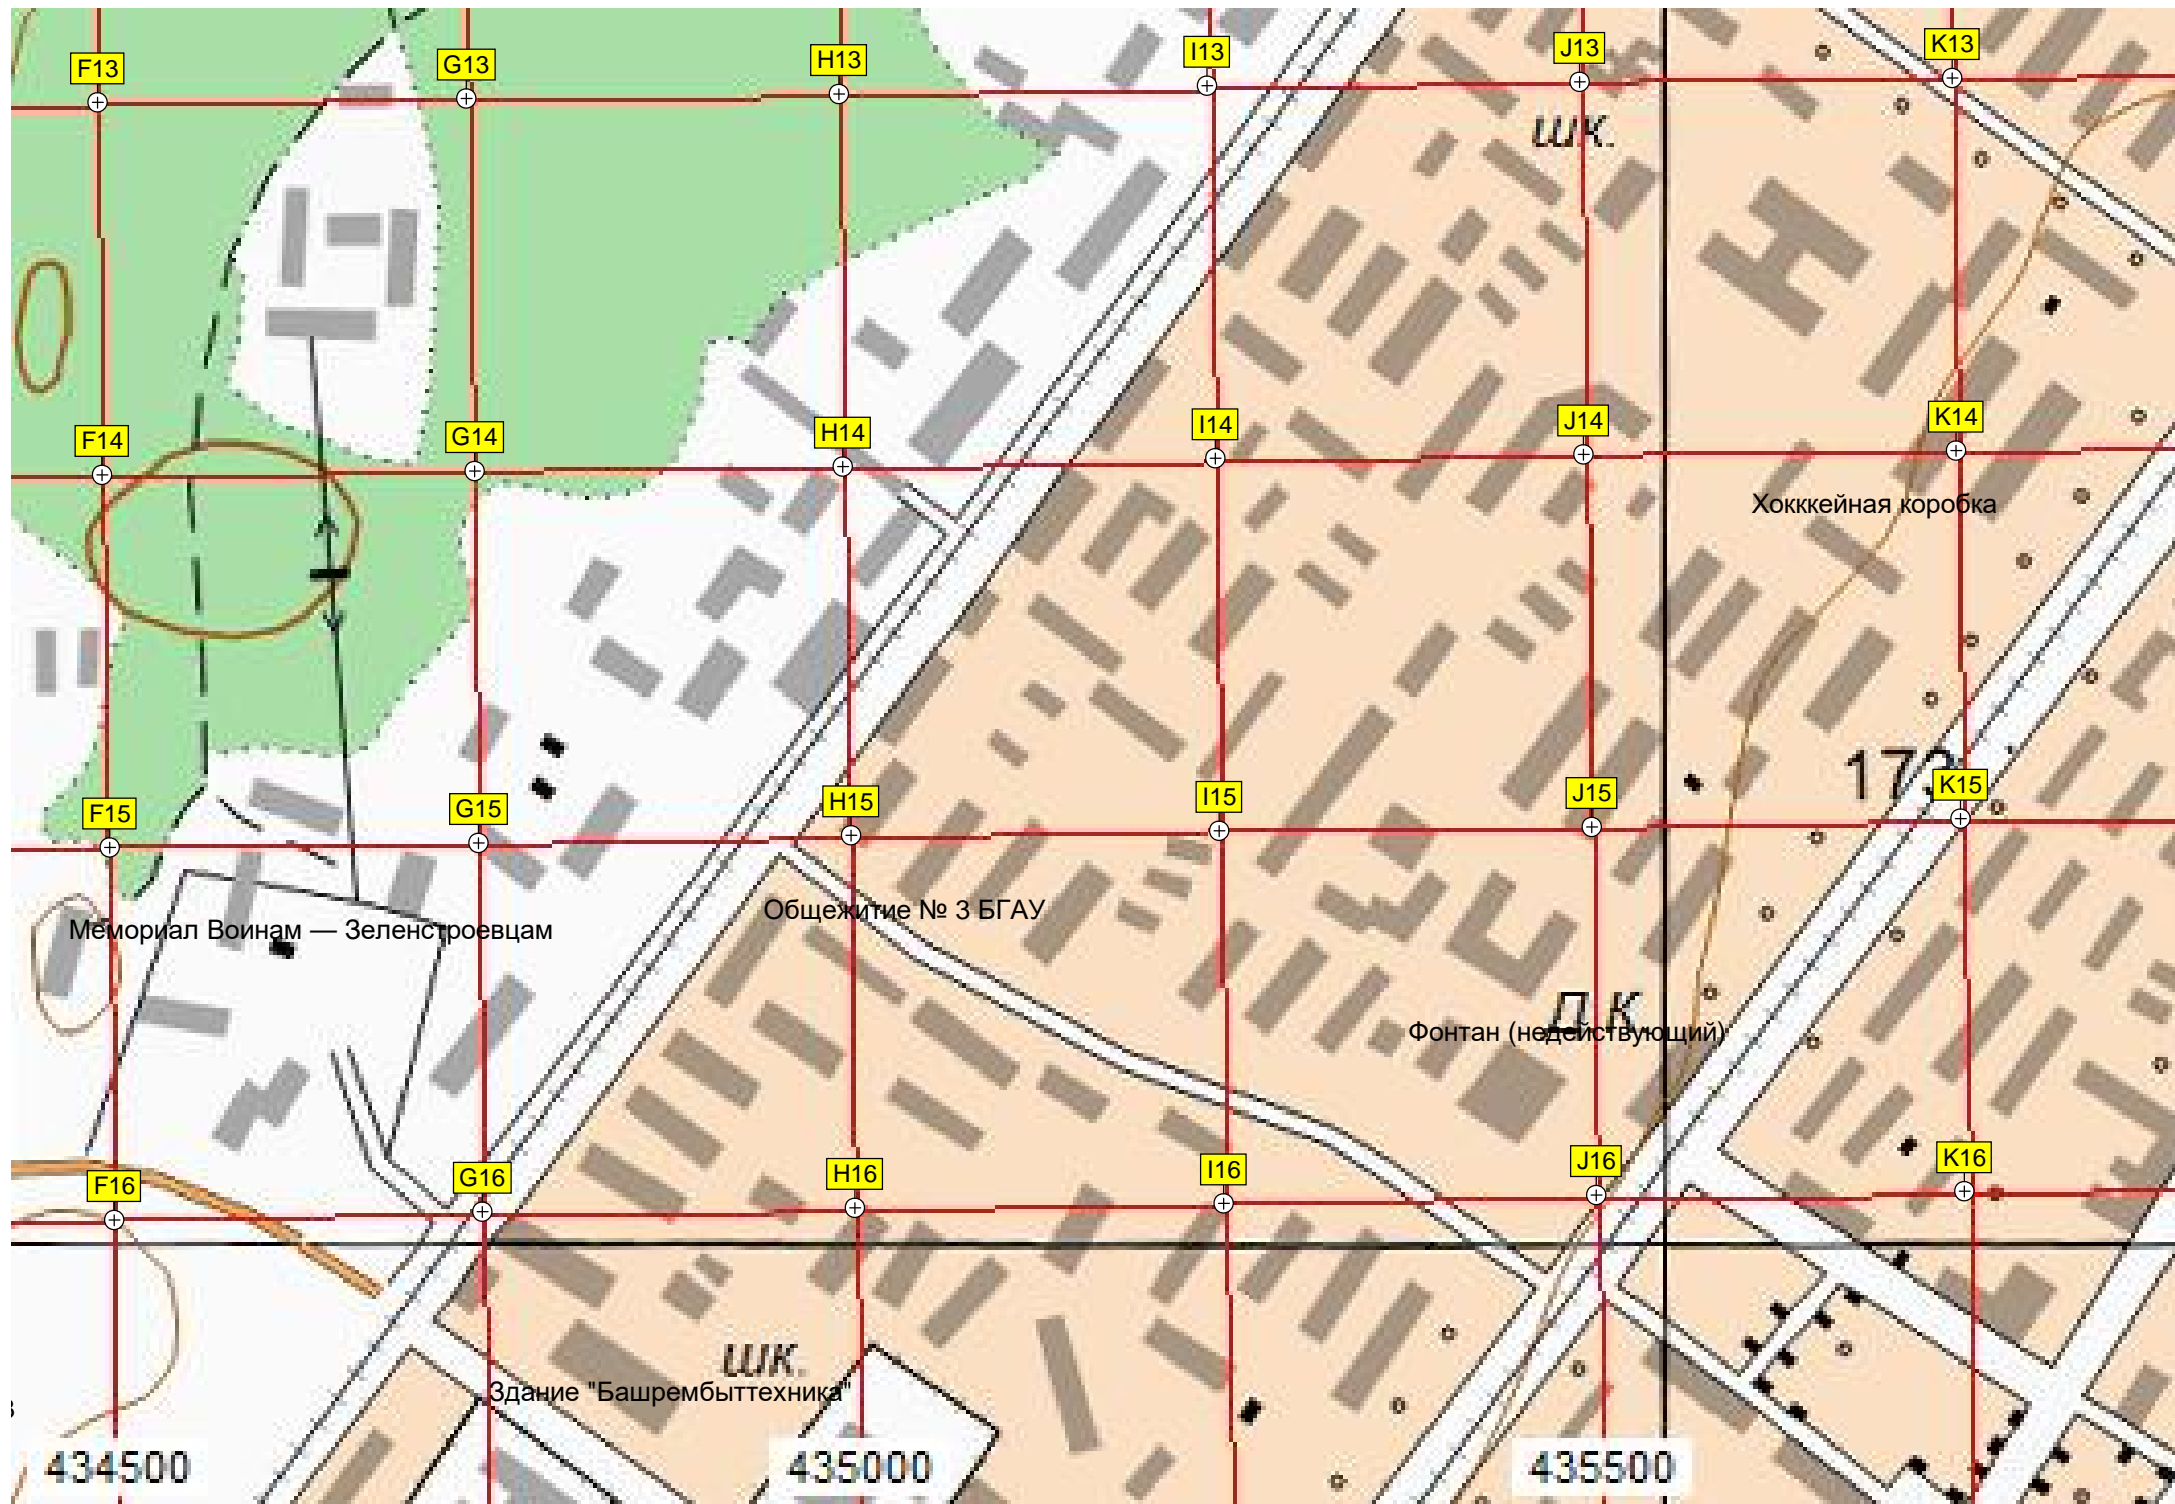 F13
G13
H13
I13
J13
K13
шк.
F14
G14
H14
I14
J14
K14
Хокккейная коробка
F15
G15
H15
I15
J15
K15
Мемориал Воинам — Зеленстроевцам
Общежитие № 3 БГАУ
Д.К.
Фонтан (недействующий)
F16
G16
H16
I16
J16
K16
шк.
Здание "Башрембыттехника"
434500
435000
435500